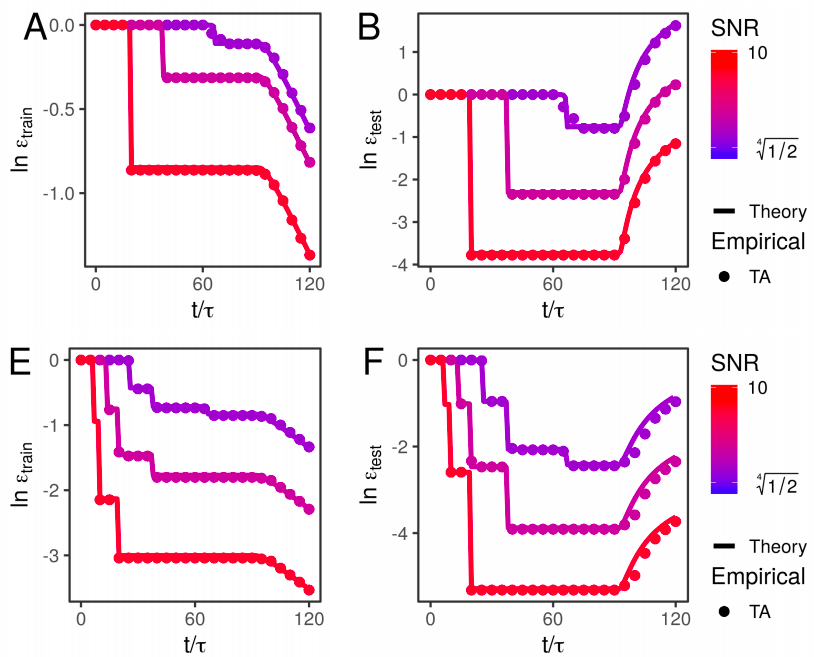 A
0.0
-0.5
-1.0
ln εtrain
0
60
120
t/τ
B
1
0
-1
-2
-3
-4
ln εtest
0
60
120
t/τ
SNR
10
∜1/2
Theory
Empirical
TA
E
0
-1
-2
-3
ln εtrain
0
60
120
t/τ
F
0
-2
-4
ln εtest
0
60
120
t/τ
SNR
10
∜1/2
Theory
Empirical
TA